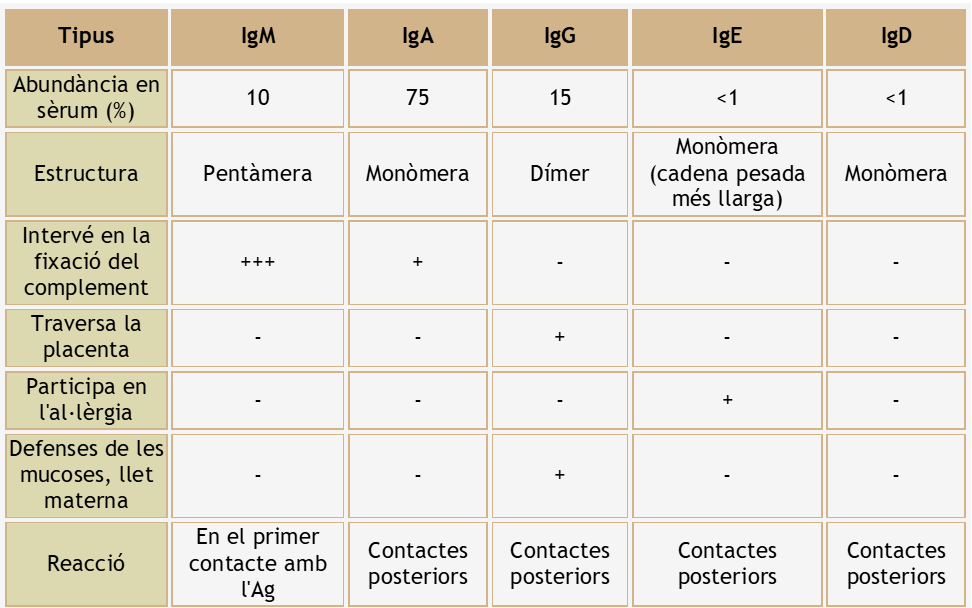 Tipus IgM IgA IgG IgE IgD
Abundància en
sèrum (%)
10 75 15 <1 <1
Estructura Pentàmera Monòmera Dímer
Monòmera
(cadena pesada
més llarga)
Monòmera
Intervé en la
fixació del
complement
+++ + - - -
Traversa la
placenta
- - + - -
Participa en
l'al·lèrgia
- - - + -
Defenses de les
mucoses, llet
materna
- - + - -
Reacció
En el primer
contacte amb
l'Ag
Contactes
posteriors
Contactes
posteriors
Contactes
posteriors
Contactes
posteriors